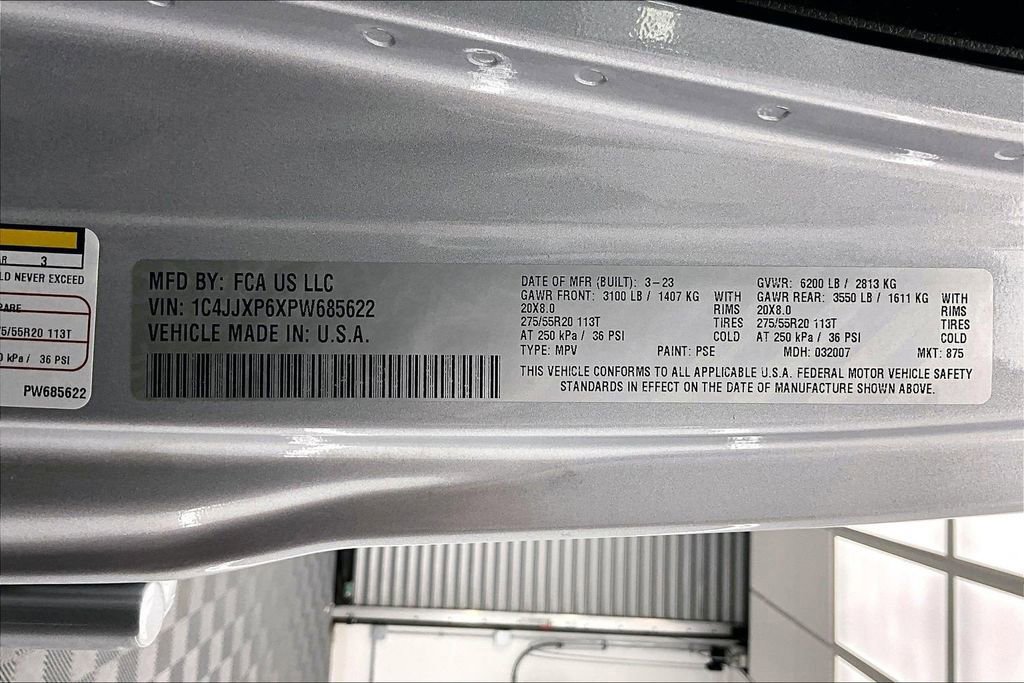 3
LD NEVER EXCEED
75/55R20 113T
0 kPa / 36 PSI
PW685622
MFD BY: FCA US LLC
VIN: 1C4JJXP6XPW685622
VEHICLE MADE IN: U.S.A.
DATE OF MFR (BUILT): 3-23
GAWR FRONT: 3100 LB / 1407 KG WITH
20X8.0 RIMS
275/55R20 113T TIRES
AT 250 kPa / 36 PSI COLD
TYPE: MPV PAINT: PSE
GVWR: 6200 LB / 2813 KG
GAWR REAR: 3550 LB / 1611 KG WITH
20X8.0 RIMS
275/55R20 113T TIRES
AT 250 kPa / 36 PSI COLD
MDH: 032007 MKT: 875
THIS VEHICLE CONFORMS TO ALL APPLICABLE U.S.A. FEDERAL MOTOR VEHICLE SAFETY
STANDARDS IN EFFECT ON THE DATE OF MANUFACTURE SHOWN ABOVE.